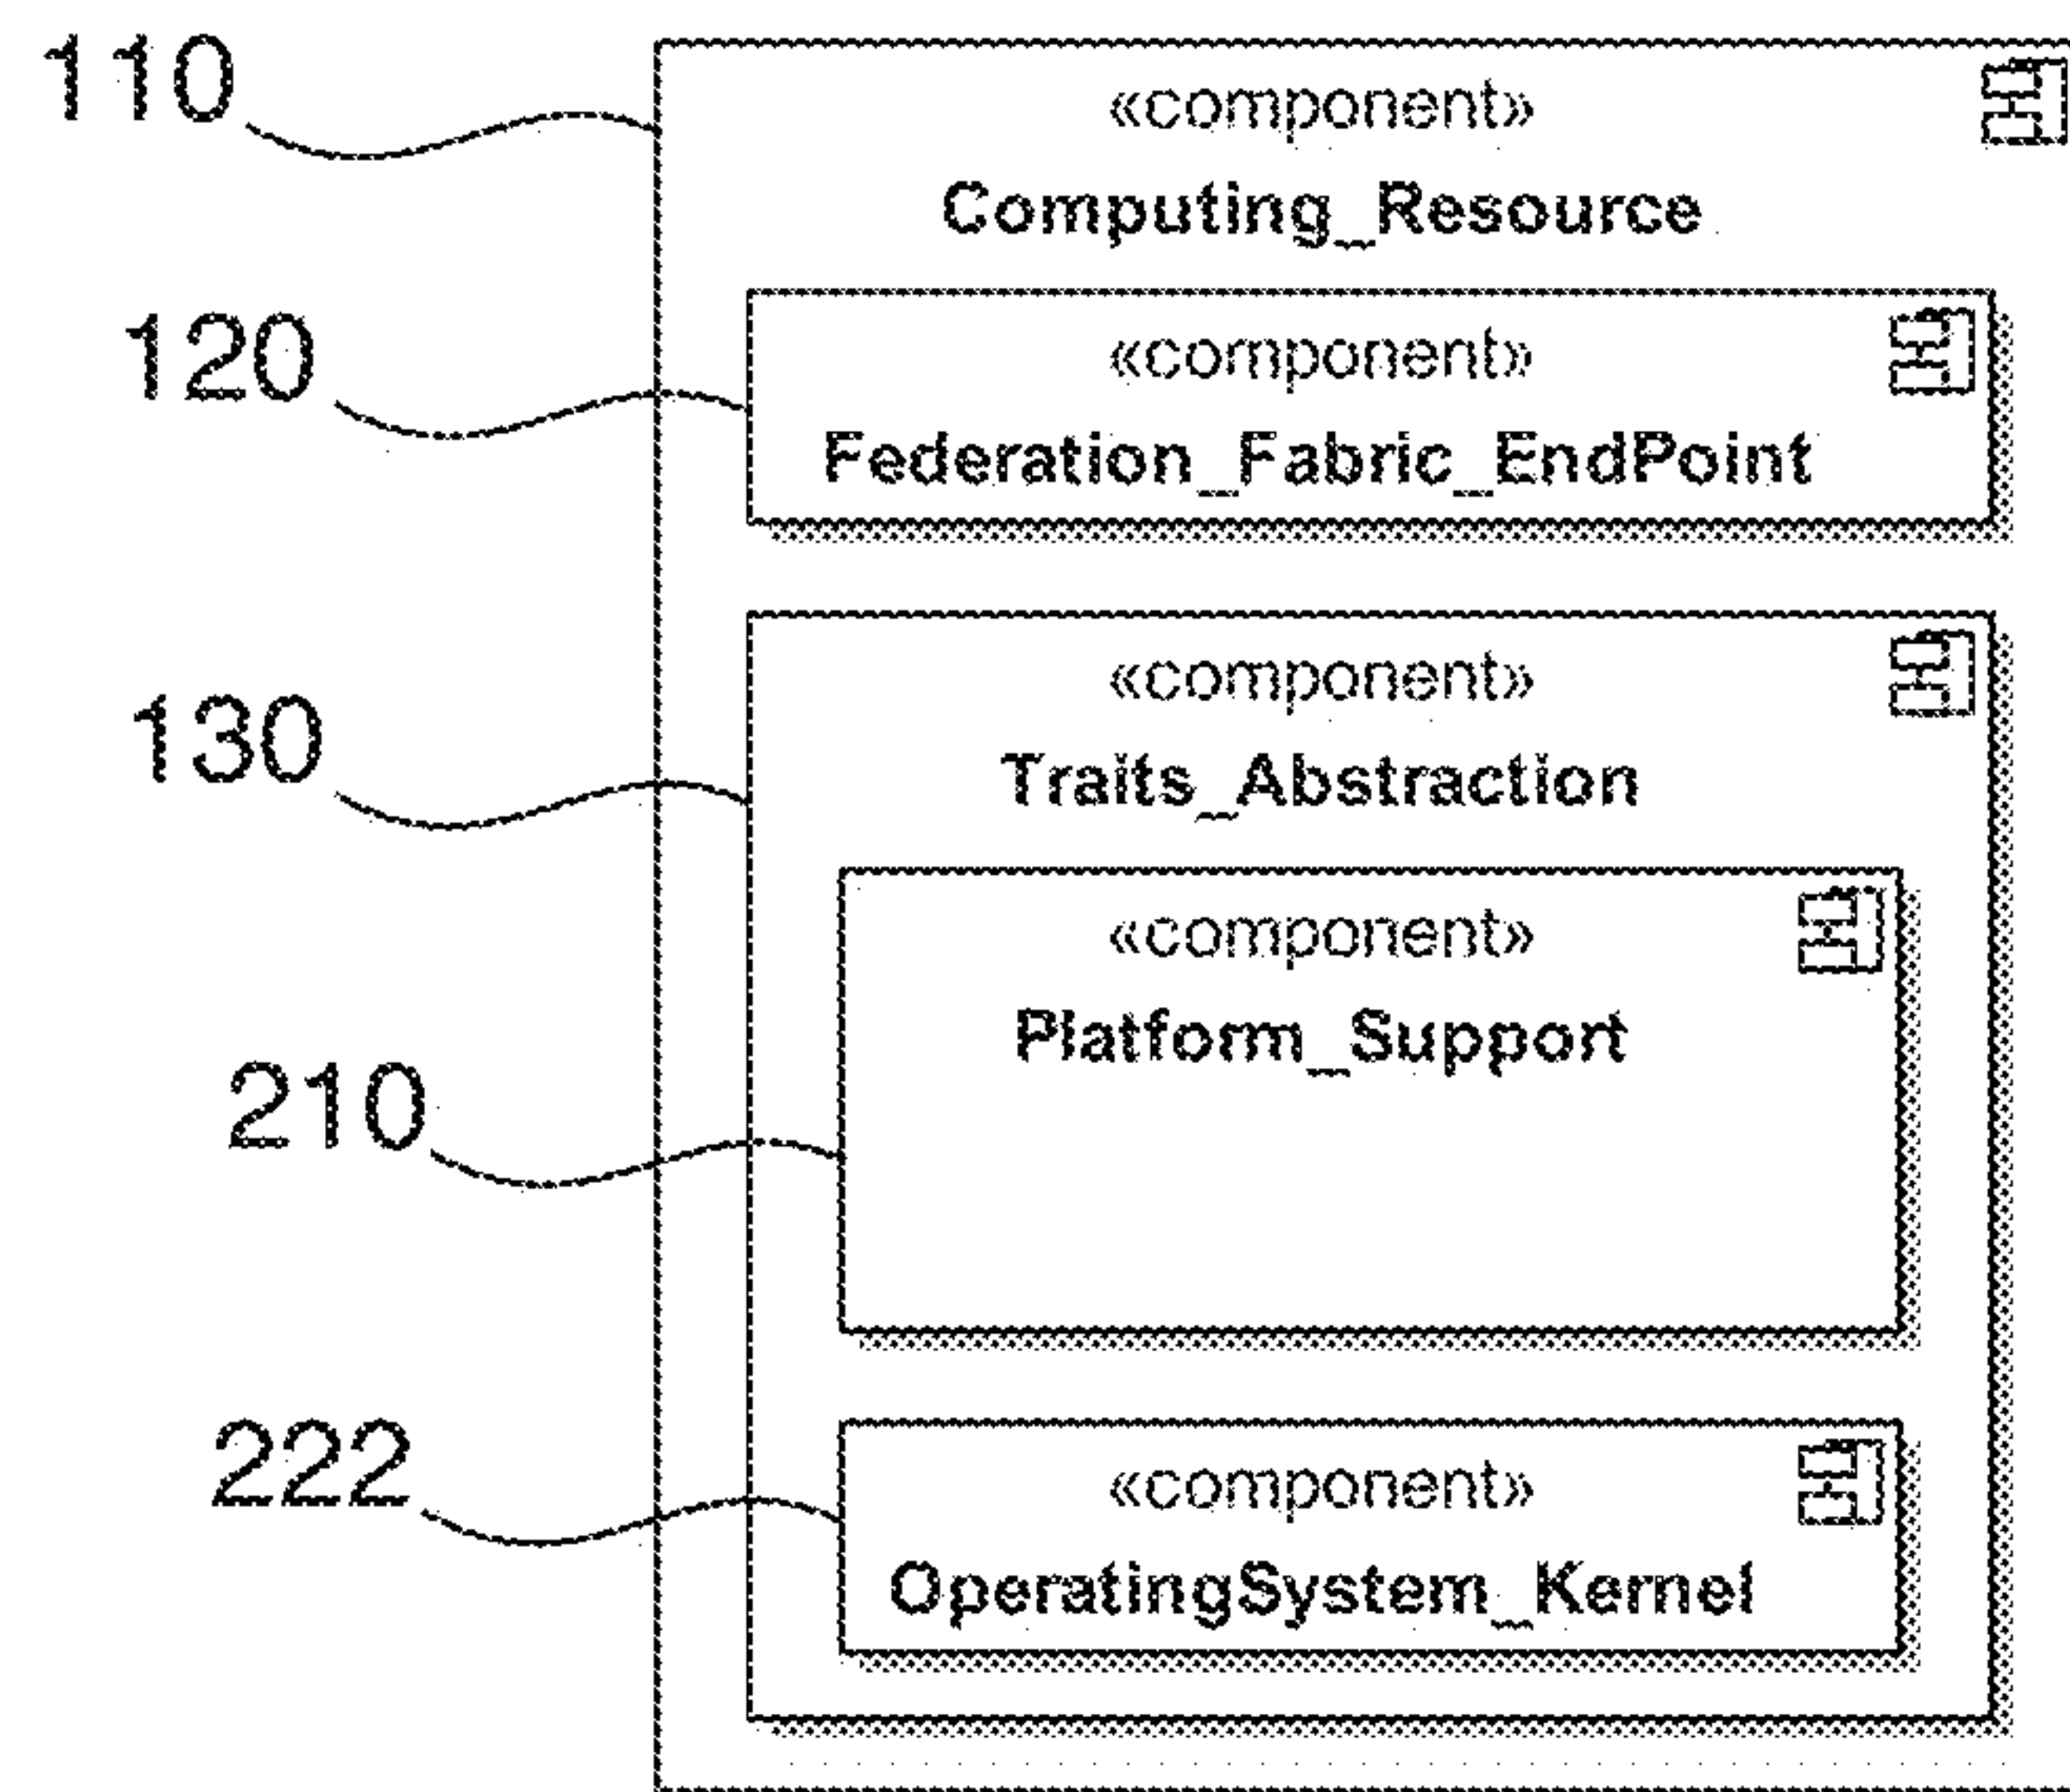 110
«component»
Computing_Resource
120
«component»
Federation_Fabric_EndPoint
130
«component»
Traits_Abstraction
«component»
Platform_Support
210
222
«component»
OperatingSystem_Kernel